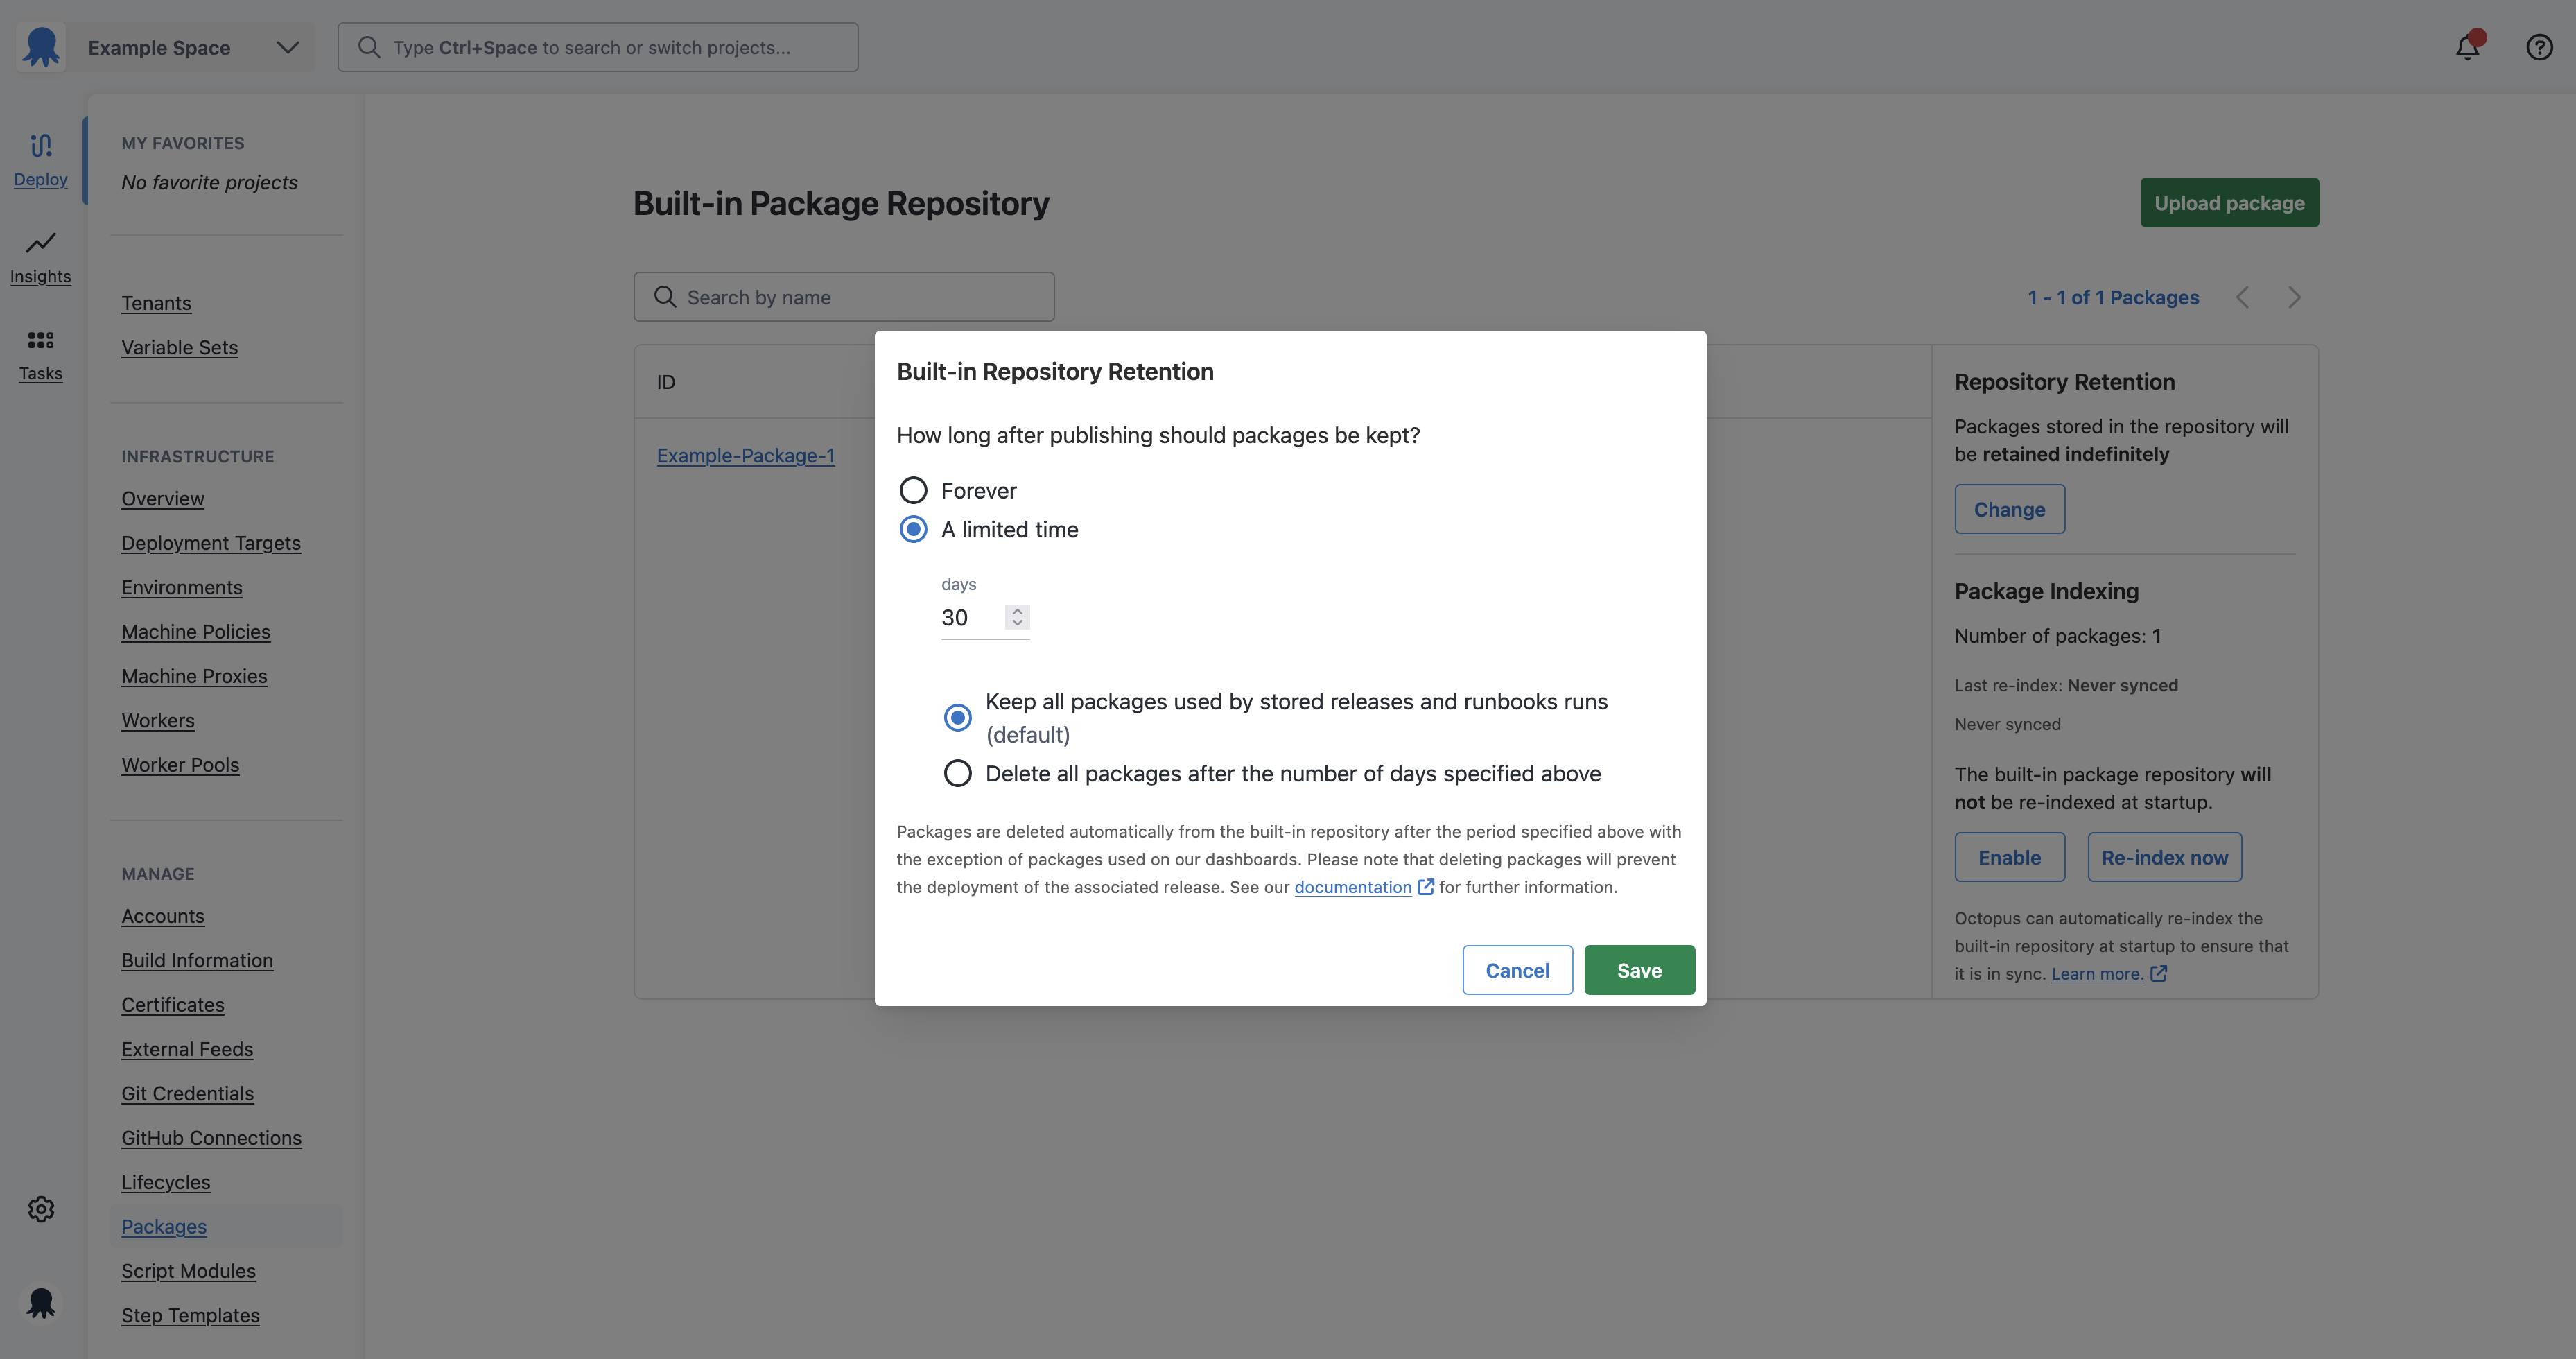 Example Space
Type Ctrl+Space to search or switch projects...
Deploy
Insights
Tasks
MY FAVORITES
No favorite projects
Tenants
Variable Sets
INFRASTRUCTURE
Overview
Deployment Targets
Environments
Machine Policies
Machine Proxies
Workers
Worker Pools
MANAGE
Accounts
Build Information
Certificates
External Feeds
Git Credentials
GitHub Connections
Lifecycles
Packages
Script Modules
Step Templates
Built-in Package Repository
Upload package
Search by name
1 - 1 of 1 Packages
ID
Example-Package-1
Built-in Repository Retention
How long after publishing should packages be kept?
Forever
A limited time
days
30
Keep all packages used by stored releases and runbooks runs
(default)
Delete all packages after the number of days specified above
Packages are deleted automatically from the built-in repository after the period specified above with
the exception of packages used on our dashboards. Please note that deleting packages will prevent
the deployment of the associated release. See our documentation for further information.
Cancel
Save
Repository Retention
Packages stored in the repository will
be retained indefinitely
Change
Package Indexing
Number of packages: 1
Last re-index: Never synced
Never synced
The built-in package repository will
not be re-indexed at startup.
Enable
Re-index now
Octopus can automatically re-index the
built-in repository at startup to ensure that
it is in sync. Learn more.